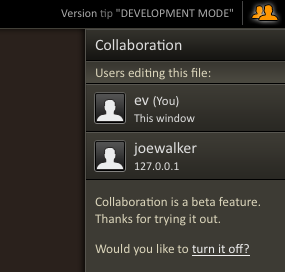 Version tip "DEVELOPMENT MODE"
Collaboration
Users editing this file:
ev (You)
This window
joewalker
127.0.0.1
Collaboration is a beta feature.
Thanks for trying it out.
Would you like to turn it off?